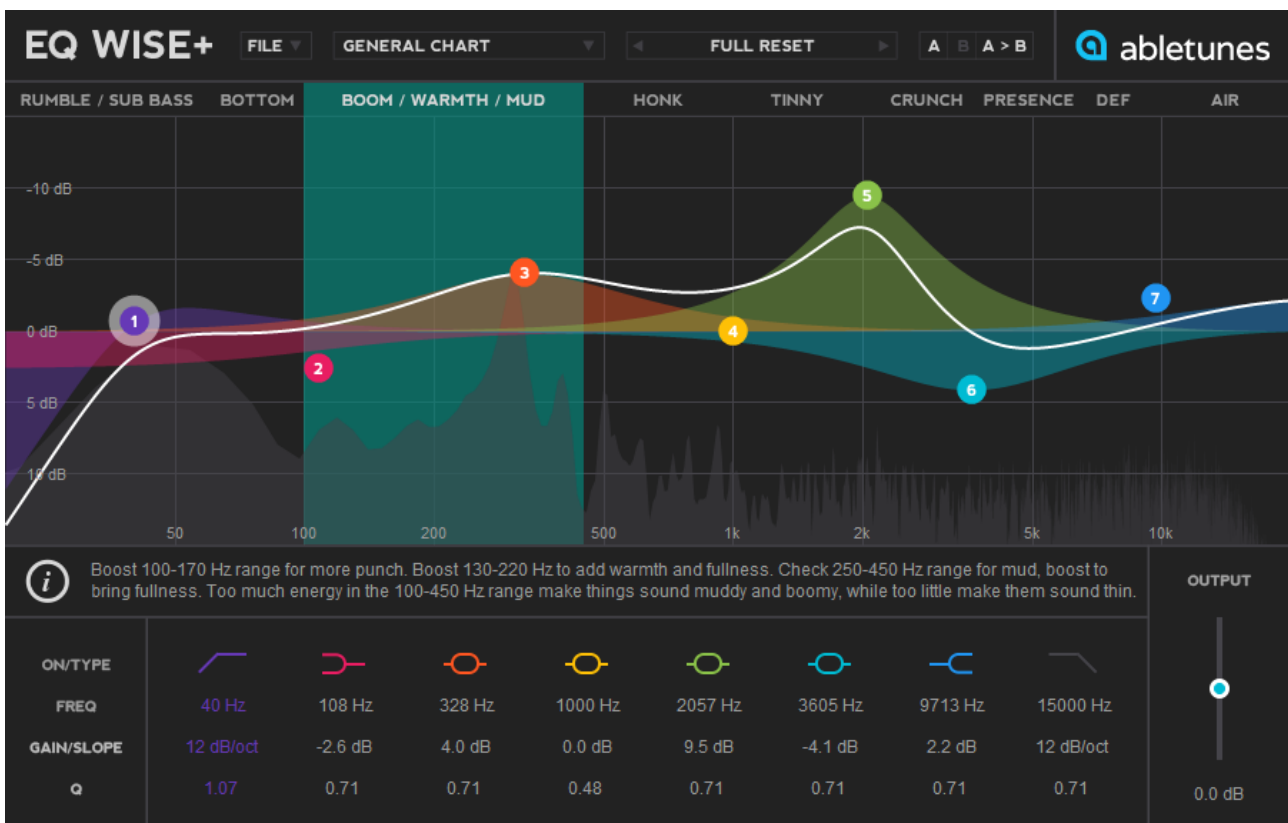 EQ WISE+ FILE GENERAL CHART FULL RESET A B A > B abletunes
RUMBLE / SUB BASS BOTTOM BOOM / WARMTH / MUD HONK TINNY CRUNCH PRESENCE DEF AIR
-10 dB
5
-5 dB
3
7
1
0 dB
4
2
6
5 dB
10 dB
50 100 200 500 1k 2k 5k 10k
i
Boost 100-170 Hz range for more punch. Boost 130-220 Hz to add warmth and fullness. Check 250-450 Hz range for mud, boost to
bring fullness. Too much energy in the 100-450 Hz range make things sound muddy and boomy, while too little make them sound thin.
OUTPUT
ON/TYPE
FREQ 40 Hz 108 Hz 328 Hz 1000 Hz 2057 Hz 3605 Hz 9713 Hz 15000 Hz
GAIN/SLOPE 12 dB/oct -2.6 dB 4.0 dB 0.0 dB 9.5 dB -4.1 dB 2.2 dB 12 dB/oct
Q 1.07 0.71 0.71 0.48 0.71 0.71 0.71 0.71
0.0 dB